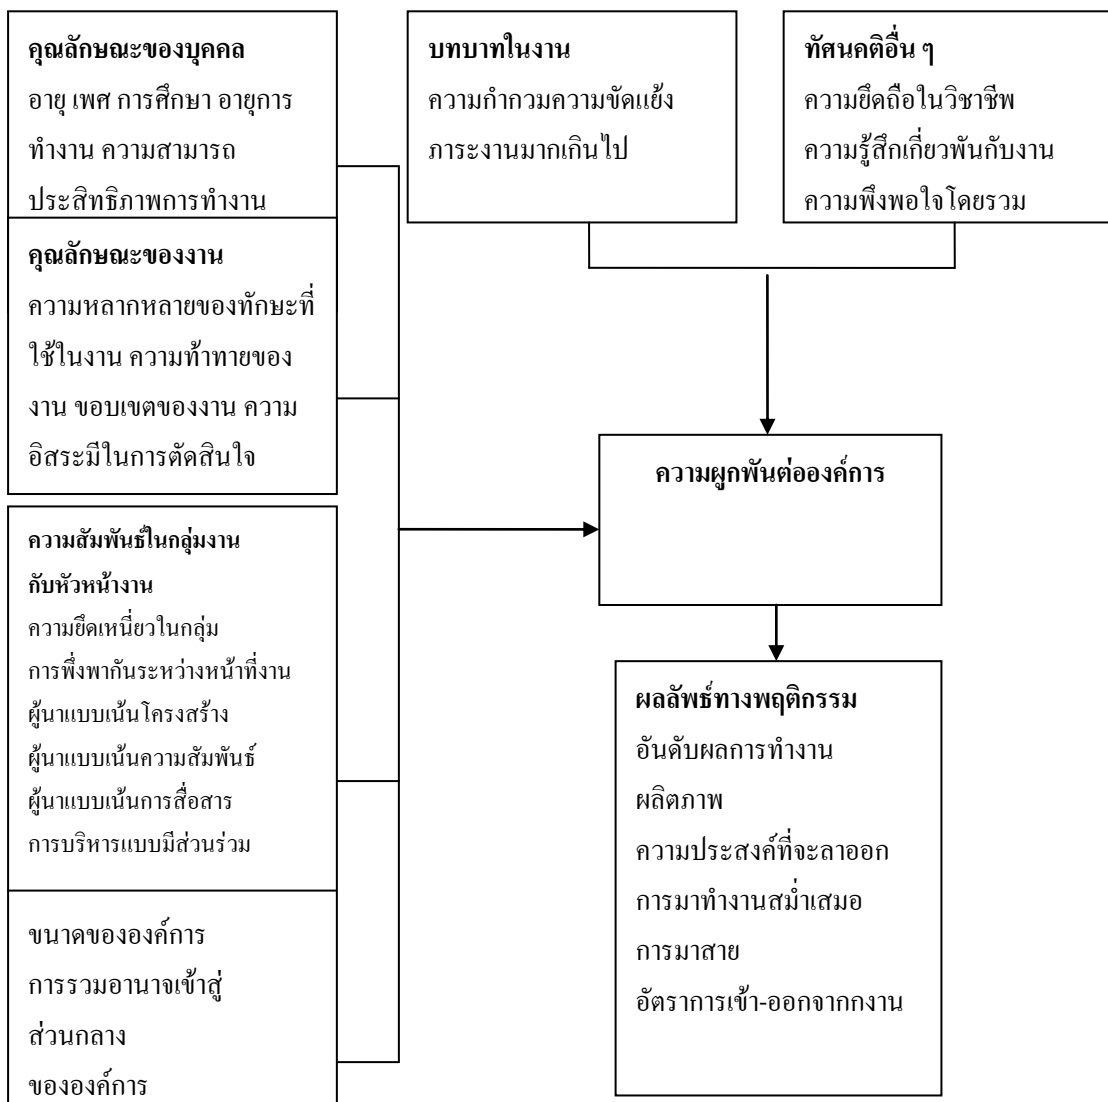 คุณลักษณะของบุคคล
อายุ เพศ การศึกษา อายุการ
ทำงาน ความสามารถ
ประสิทธิภาพการทำงาน
คุณลักษณะของงาน
ความหลากหลายของทักษะที่
ใช้ในงาน ความท้าทายของ
งาน ขอบเขตของงาน ความ
อิสระมีในการตัดสินใจ
ความสัมพันธ์ในกลุ่มงาน
กับหัวหน้างาน
ความยึดเหนี่ยวในกลุ่ม
การพึ่งพากันระหว่างหน้าที่งาน
ผู้นาแบบเน้นโครงสร้าง
ผู้นาแบบเน้นความสัมพันธ์
ผู้นาแบบเน้นการสื่อสาร
การบริหารแบบมีส่วนร่วม
ขนาดขององค์การ
การรวมอานาจเข้าสู่
ส่วนกลาง
ขององค์การ
บทบาทในงาน
ความกำกวมความขัดแย้ง
ภาระงานมากเกินไป
ทัศนคติอื่น ๆ
ความยึดถือในวิชาชีพ
ความรู้สึกเกี่ยวพันกับงาน
ความพึงพอใจโดยรวม
ความผูกพันต่อองค์การ
ผลลัพธ์ทางพฤติกรรม
อันดับผลการทำงาน
ผลิตภาพ
ความประสงค์ที่จะลาออก
การมาทำงานสม่ำเสมอ
การมาสาย
อัตราการเข้า-ออกจากกงาน